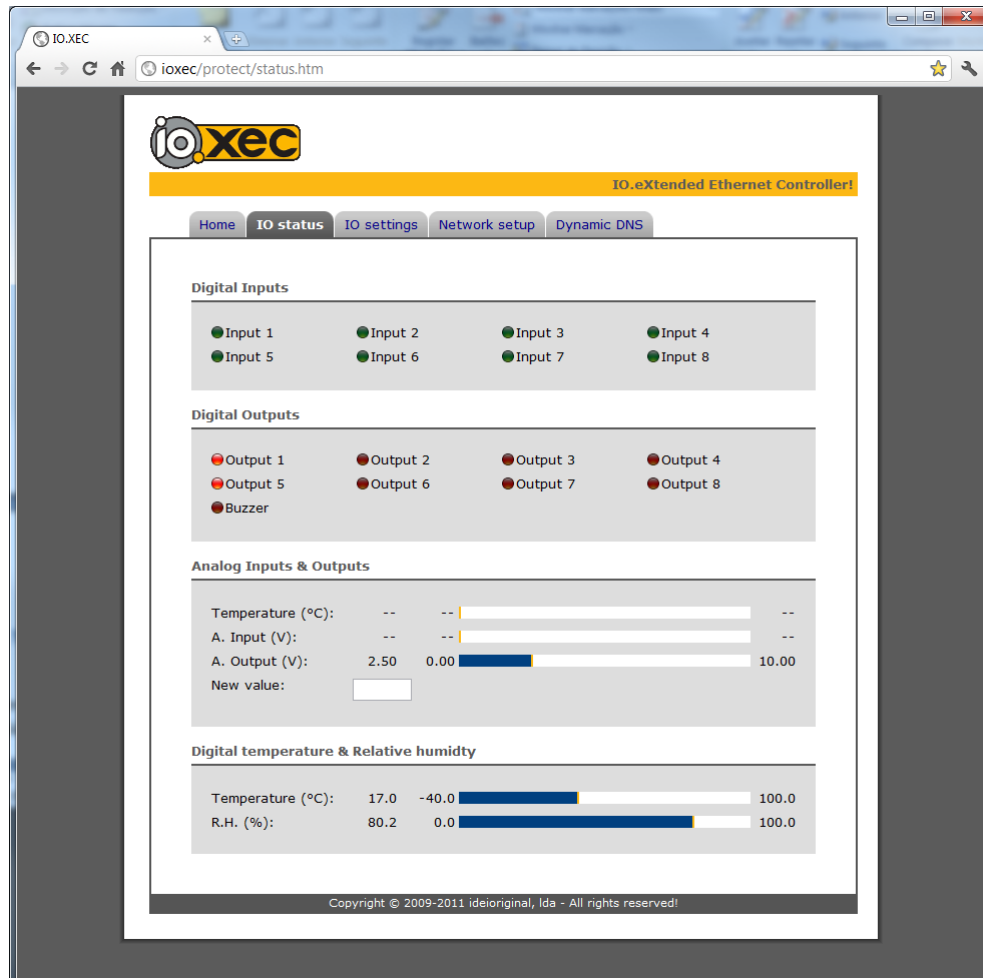 IO.XEC
ioxec/protect/status.htm
io.xec
IO.eXtended Ethernet Controller!
Home IO status IO settings Network setup Dynamic DNS
Digital Inputs
Input 1 Input 2 Input 3 Input 4
Input 5 Input 6 Input 7 Input 8
Digital Outputs
Output 1 Output 2 Output 3 Output 4
Output 5 Output 6 Output 7 Output 8
Buzzer
Analog Inputs & Outputs
Temperature (°C): -- -- --
A. Input (V): -- -- --
A. Output (V): 2.50 0.00 10.00
New value:
Digital temperature & Relative humidty
Temperature (°C): 17.0 -40.0 100.0
R.H. (%): 80.2 0.0 100.0
Copyright © 2009-2011 ideioriginal, lda - All rights reserved!